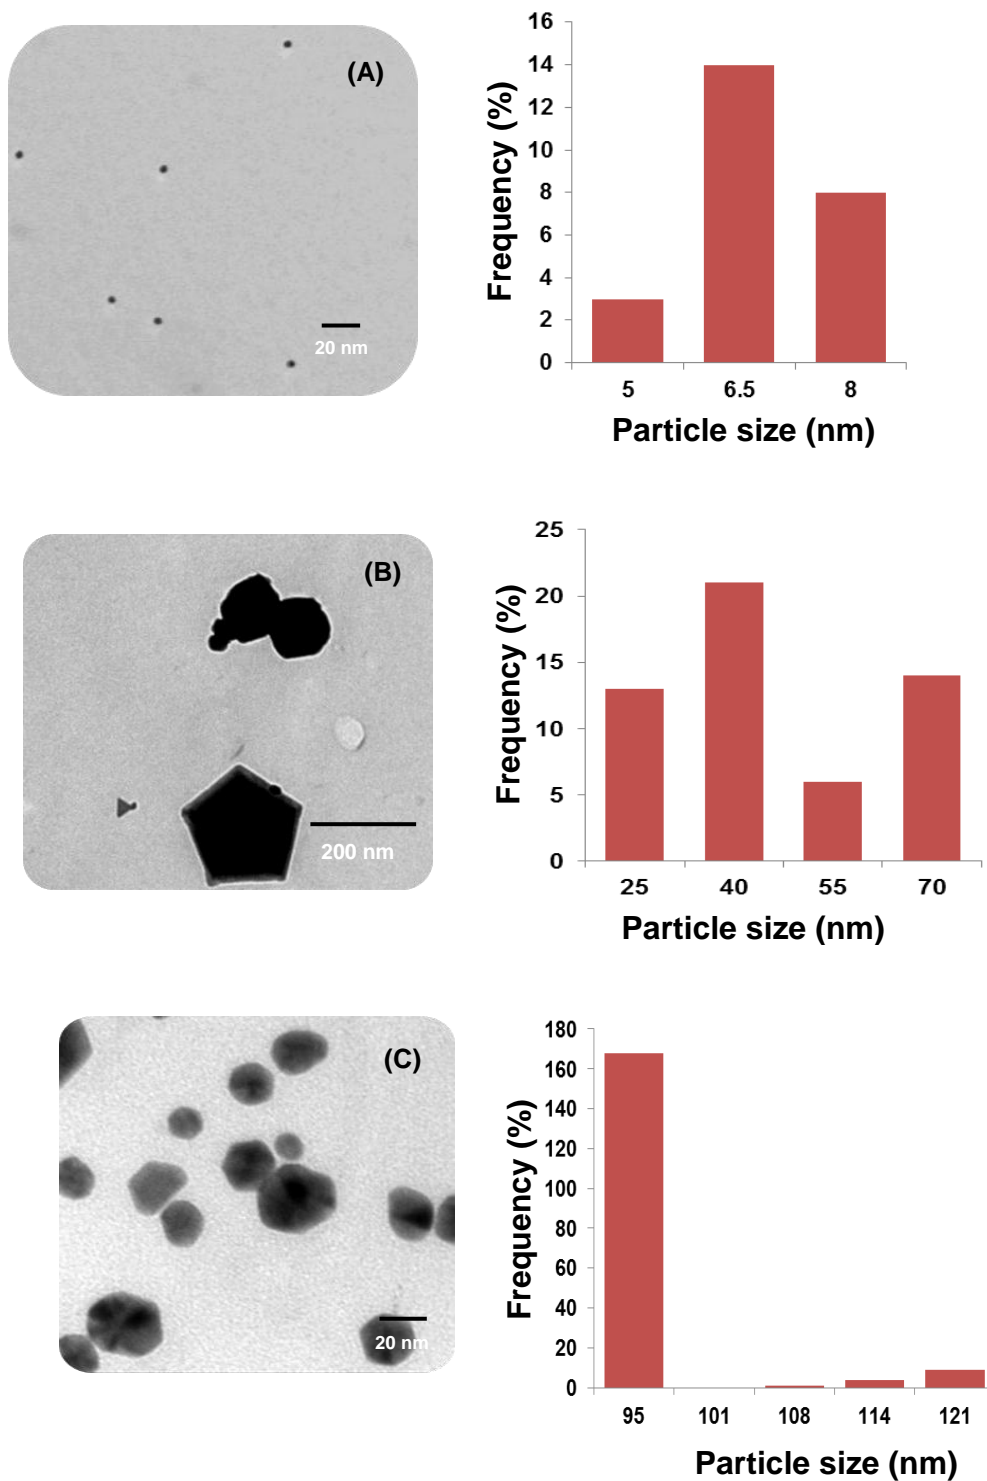 (A)
20 nm
16
14
12
10
8
6
4
2
0
Frequency (%)
5 6.5 8
Particle size (nm)
(B)
200 nm
25
20
15
10
5
0
Frequency (%)
25 40 55 70
Particle size (nm)
(C)
20 nm
180
160
140
120
100
80
60
40
20
0
Frequency (%)
95 101 108 114 121
Particle size (nm)